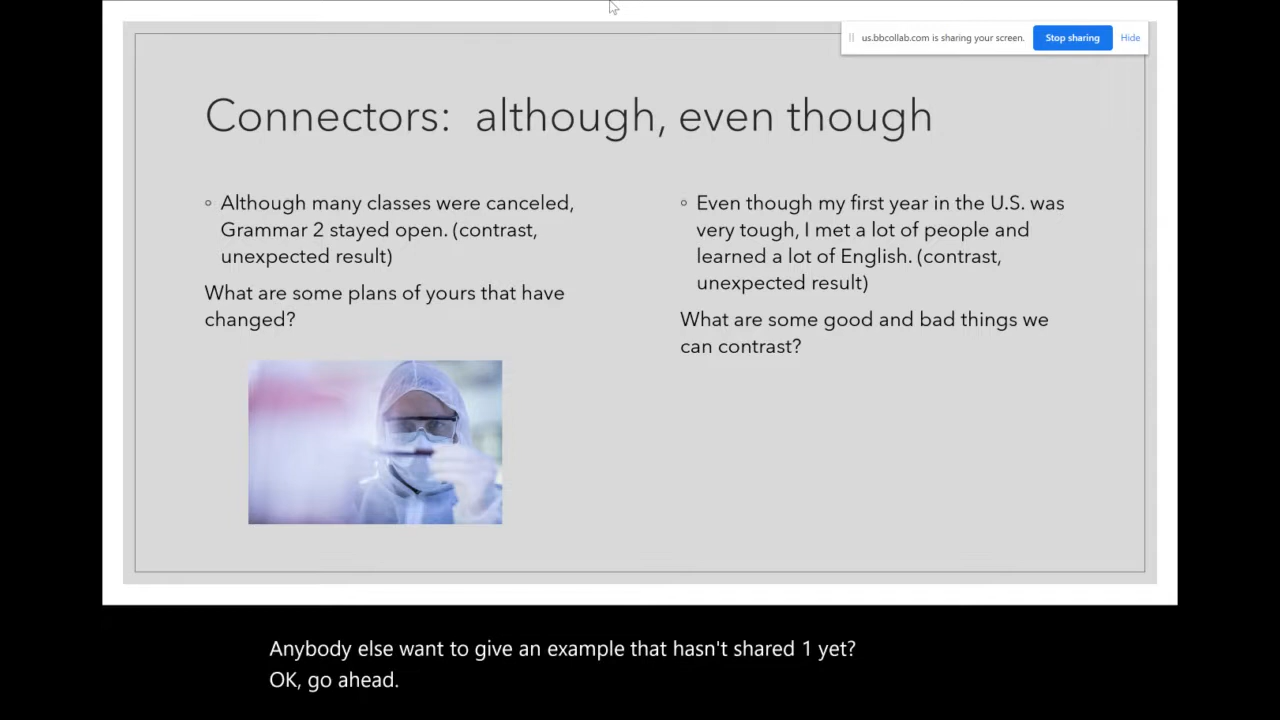 us.bbcollab.com is sharing your screen.
Stop sharing
Hide
Connectors: although, even though
Although many classes were canceled,
Grammar 2 stayed open. (contrast,
unexpected result)
What are some plans of yours that have
changed?
Even though my first year in the U.S. was
very tough, I met a lot of people and
learned a lot of English. (contrast,
unexpected result)
What are some good and bad things we
can contrast?
Anybody else want to give an example that hasn't shared 1 yet?
OK, go ahead.